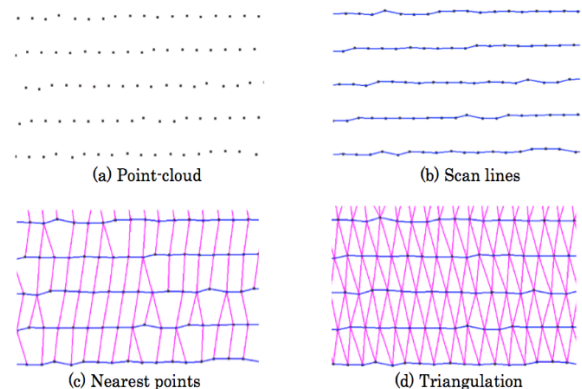 (a) Point-cloud
(b) Scan lines
(c) Nearest points
(d) Triangulation